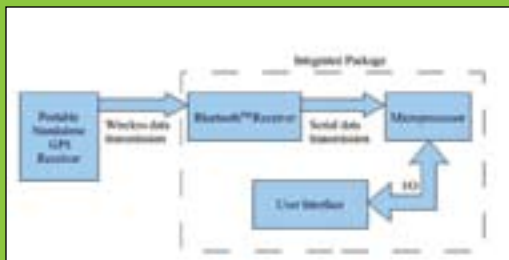 Integrated Package
Portable
Standalone
GPS
Receiver
Wireless data
transmission
Bluetooth™ Receiver
Serial data
transmission
Microprocessor
I/O
User Interface